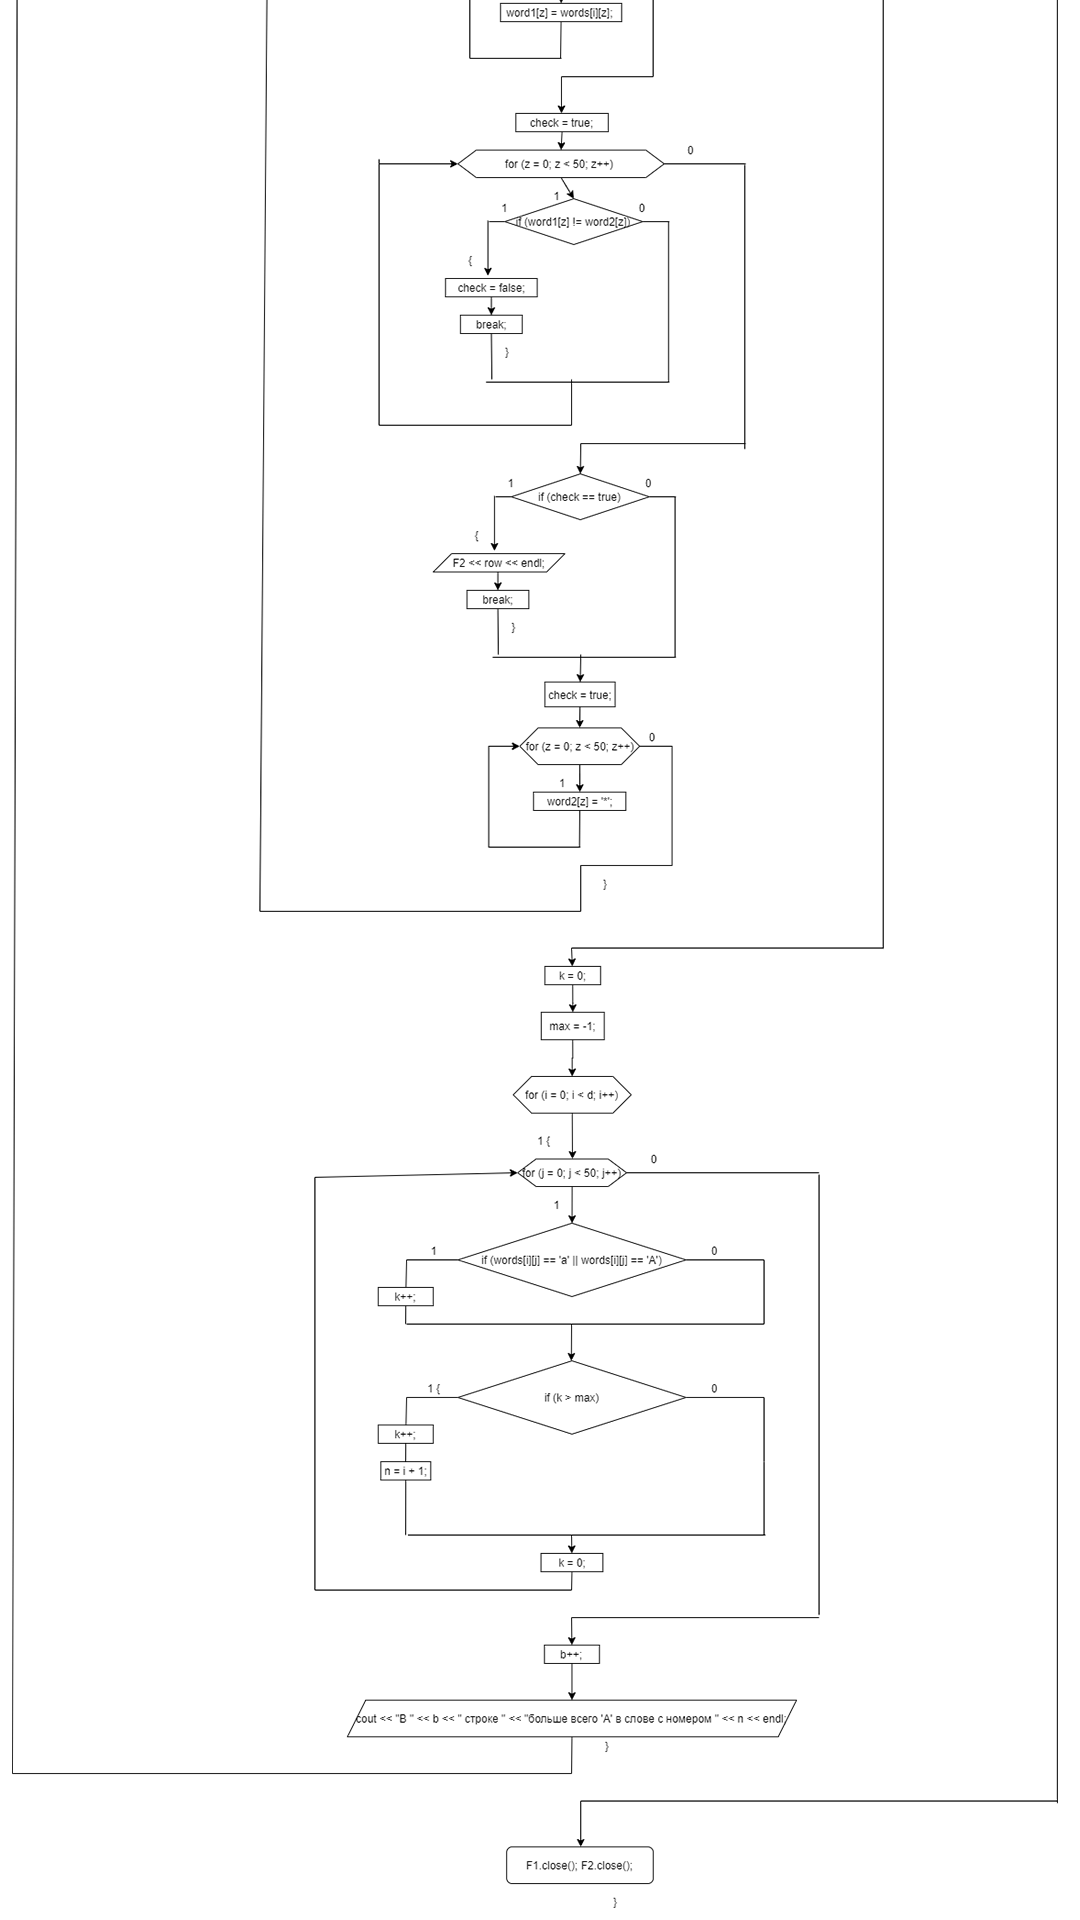 word1[z] = words[i][z];
check = true;
for (z = 0; z < 50; z++)
0
1
1
if (word1[z] != word2[z])
0
{
check = false;
break;
}
1
if (check == true)
0
{
F2 << row << endl;
break;
}
check = true;
for (z = 0; z < 50; z++)
0
1
word2[z] = '*';
}
k = 0;
max = -1;
for (i = 0; i < d; i++)
1 {
for (j = 0; j < 50; j++)
0
1
1
if (words[i][j] == 'a' || words[i][j] == 'A')
0
k++;
1 {
if (k > max)
0
k++;
n = i + 1;
k = 0;
b++;
cout << "В " << b << " строке " << "больше всего 'А' в слове с номером " << n << endl;
}
F1.close(); F2.close();
}